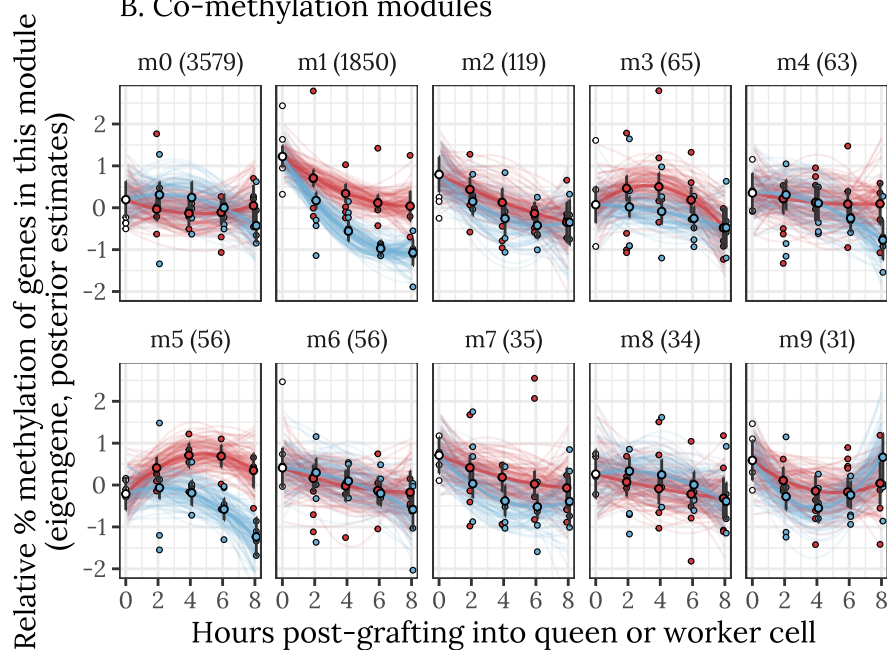 B. Co-methylation modules
Relative % methylation of genes in this module
(eigengene, posterior estimates)
m0 (3579) m1 (1850) m2 (119) m3 (65) m4 (63)
2
1
0
-1
-2
m5 (56) m6 (56) m7 (35) m8 (34) m9 (31)
2
1
0
-1
-2
0 2 4 6 8 0 2 4 6 8 0 2 4 6 8 0 2 4 6 8 0 2 4 6 8
Hours post-grafting into queen or worker cell